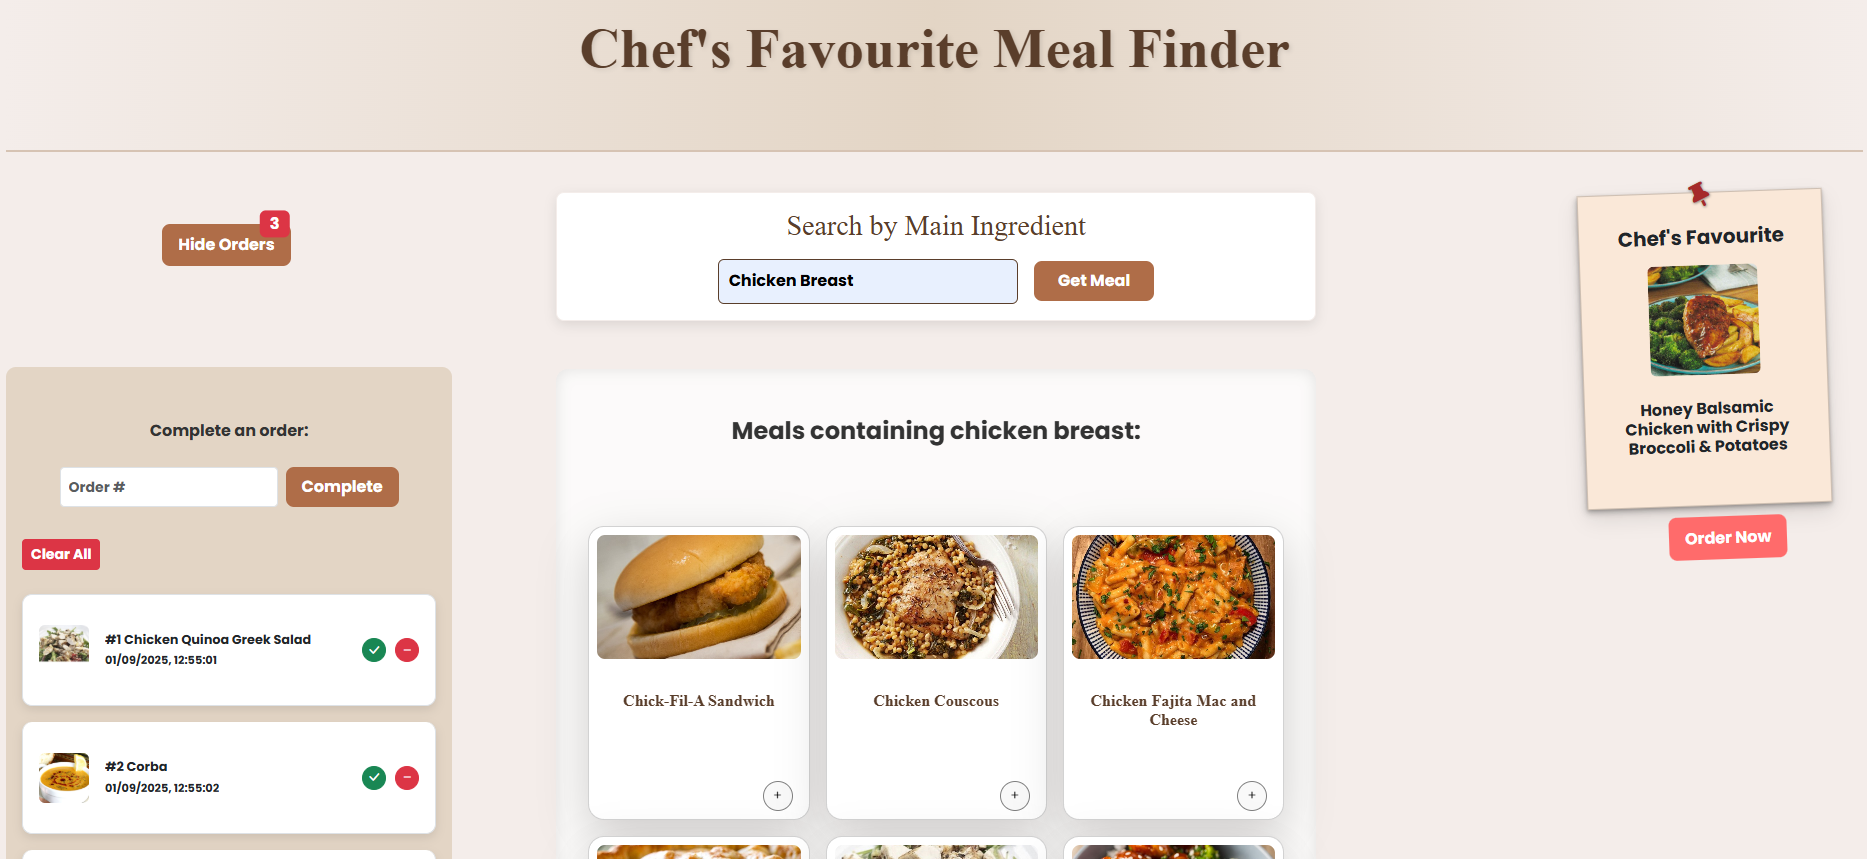 Chef's Favourite Meal Finder
3
Hide Orders
Search by Main Ingredient
Chicken Breast
Get Meal
Chef's Favourite
Honey Balsamic
Chicken with Crispy
Broccoli & Potatoes
Order Now
Complete an order:
Order #
Complete
Clear All
#1 Chicken Quinoa Greek Salad
01/09/2025, 12:55:01
#2 Corba
01/09/2025, 12:55:02
Meals containing chicken breast:
Chick-Fil-A Sandwich
+
Chicken Couscous
+
Chicken Fajita Mac and
Cheese
+